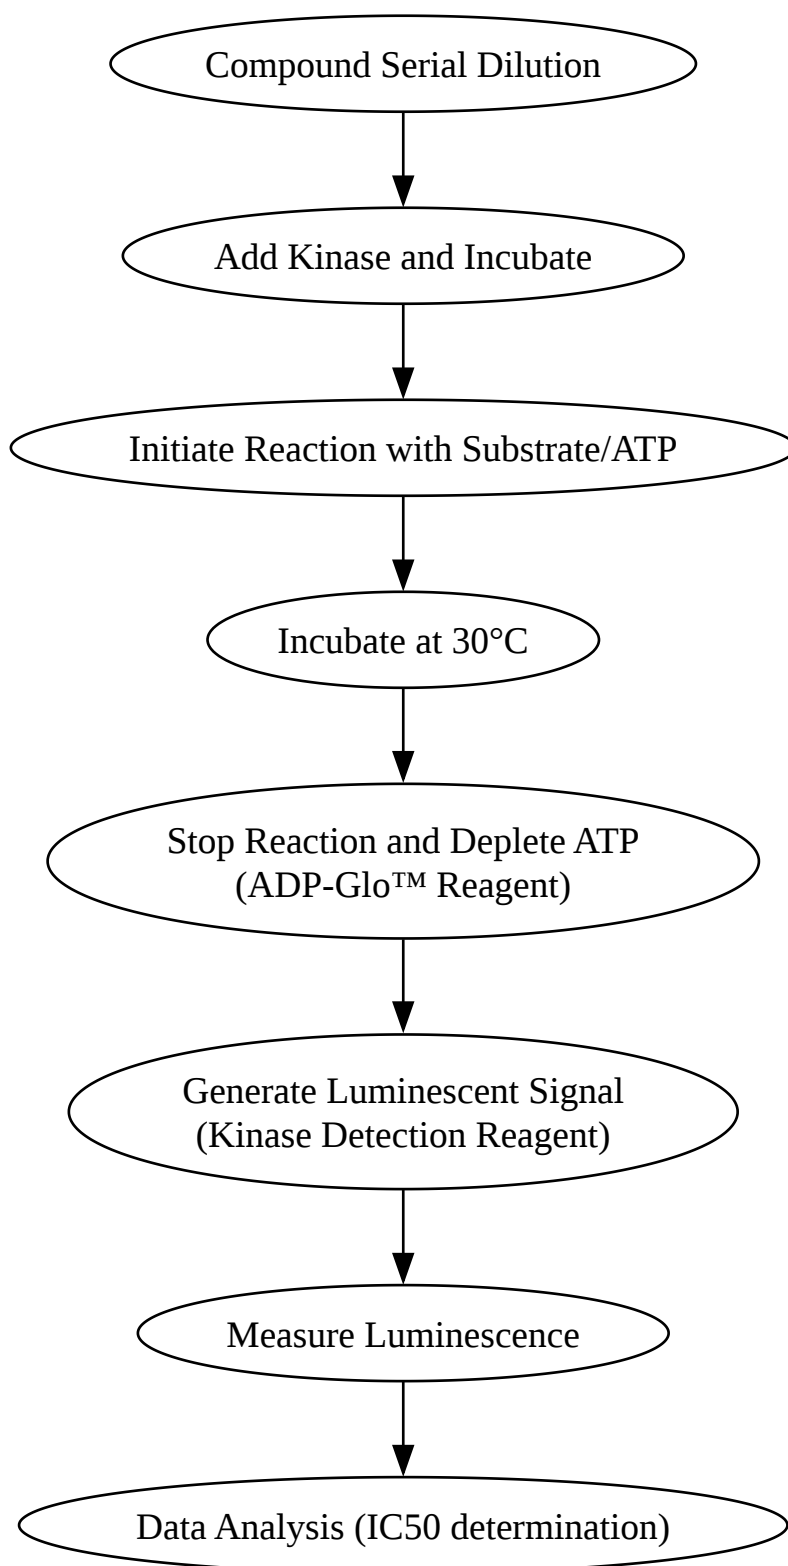 Compound Serial Dilution
Add Kinase and Incubate
Initiate Reaction with Substrate/ATP
Incubate at 30°C
Stop Reaction and Deplete ATP
(ADP-Glo™ Reagent)
Generate Luminescent Signal
(Kinase Detection Reagent)
Measure Luminescence
Data Analysis (IC50 determination)